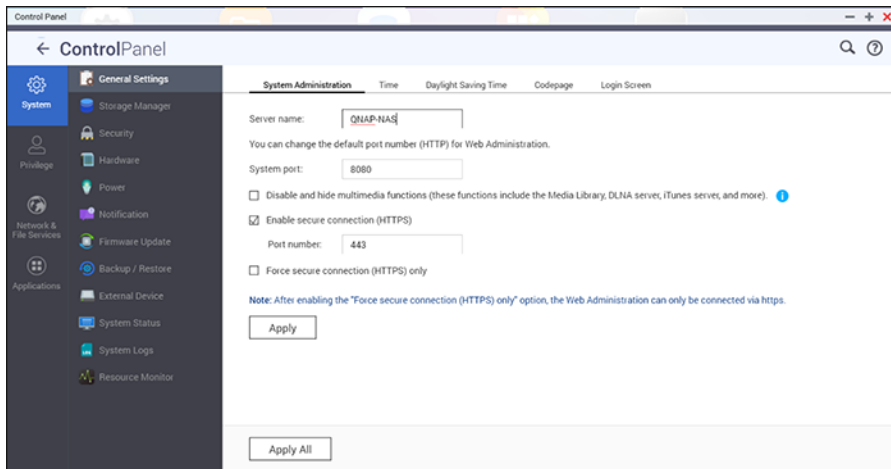 Control Panel
ControlPanel
System
Privilege
Network &
File Services
Applications
General Settings
Storage Manager
Security
Hardware
Power
Notification
Firmware Update
Backup / Restore
External Device
System Status
System Logs
Resource Monitor
System Administration Time Daylight Saving Time Codepage Login Screen
Server name: QNAP-NAS
You can change the default port number (HTTP) for Web Administration.
System port: 8080
Disable and hide multimedia functions (these functions include the Media Library, DLNA server, iTunes server, and more).
Enable secure connection (HTTPS)
Port number: 443
Force secure connection (HTTPS) only
Note: After enabling the "Force secure connection (HTTPS) only" option, the Web Administration can only be connected via https.
Apply
Apply All